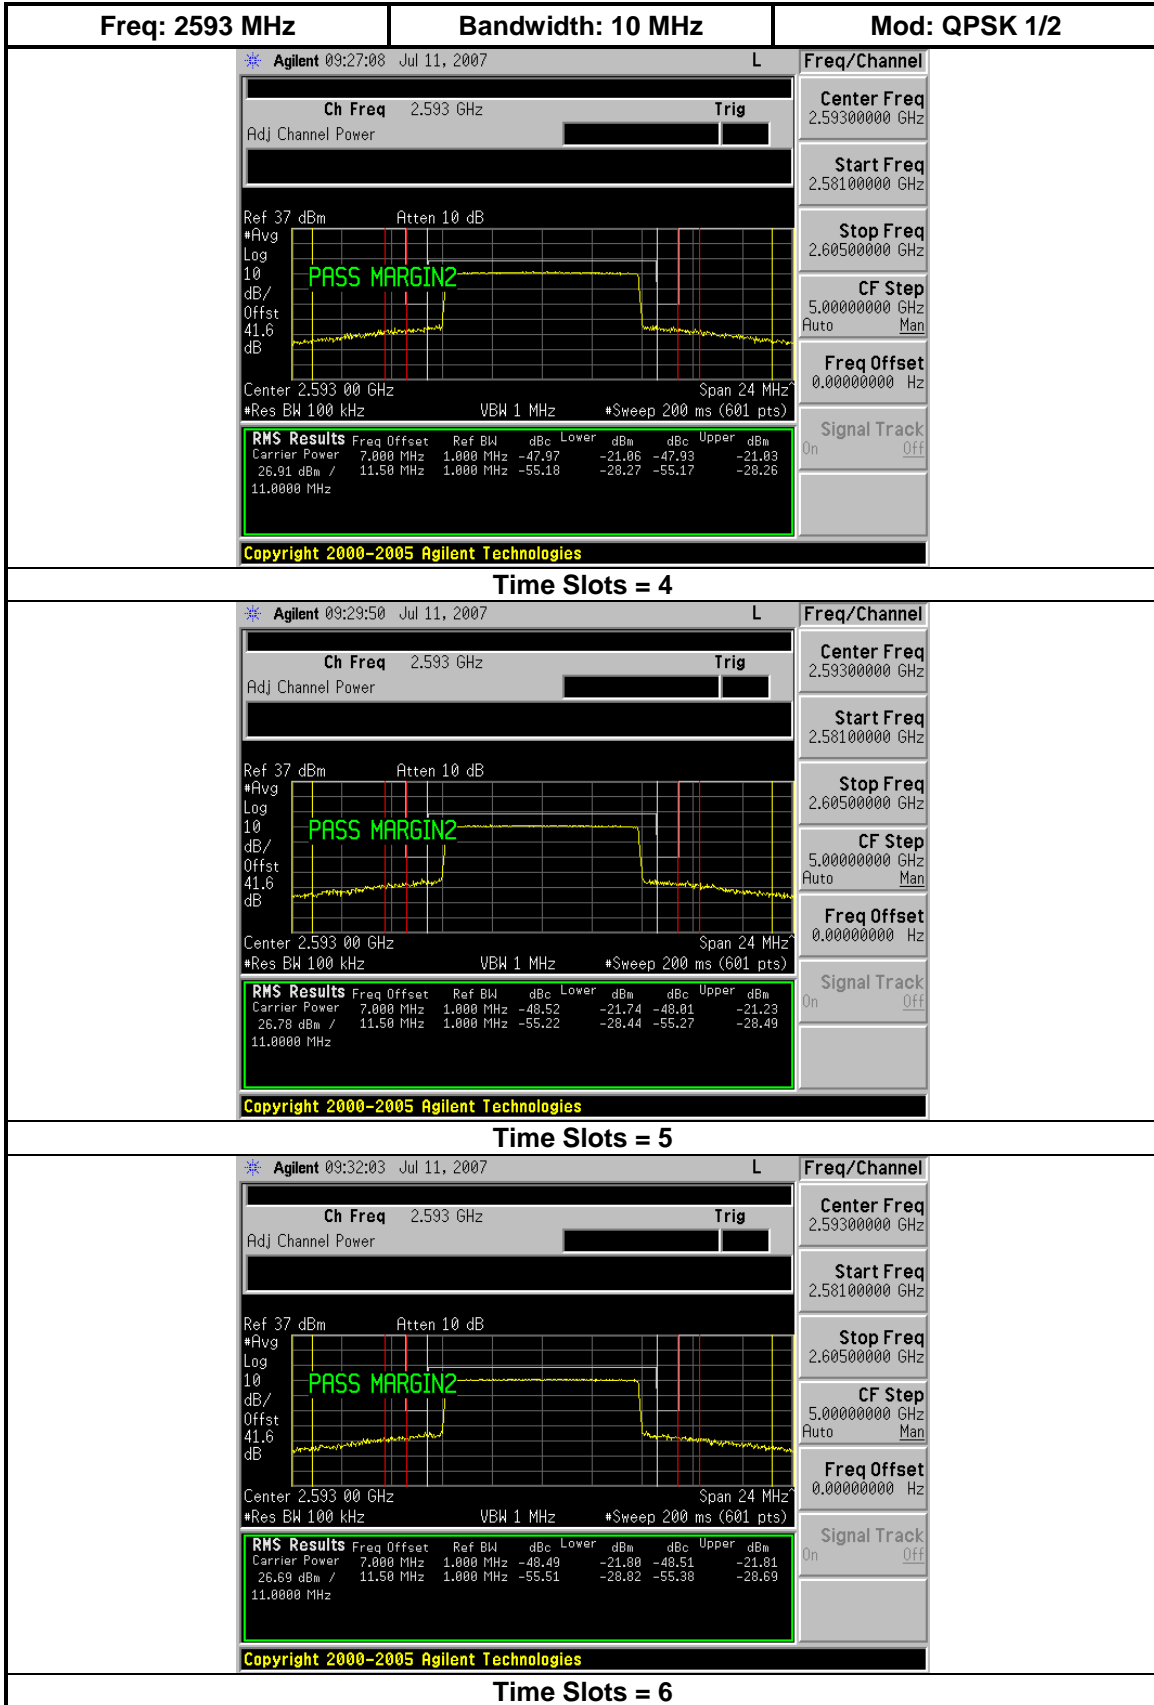 Freq: 2593 MHz Bandwidth: 10 MHz Mod: QPSK 1/2
Agilent 09:27:08 Jul 11, 2007 L Freq/Channel
Ch Freq 2.593 GHz Trig
Adj Channel Power
Center Freq
2.59300000 GHz
Start Freq
2.58100000 GHz
Stop Freq
2.60500000 GHz
CF Step
5.00000000 GHz
Auto Man
Freq Offset
0.00000000 Hz
Signal Track
On Off
Ref 37 dBm Atten 10 dB
#Avg
Log
10
dB/
Offst
41.6
dB
PASS MARGIN2
Center 2.593 00 GHz Span 24 MHz^
#Res BW 100 kHz VBW 1 MHz #Sweep 200 ms (601 pts)
RMS Results Freq Offset Ref BW dBc Lower dBm dBc Upper dBm
Carrier Power 7.000 MHz 1.000 MHz -47.97 -21.06 -47.93 -21.03
26.91 dBm / 11.50 MHz 1.000 MHz -55.18 -28.27 -55.17 -28.26
11.0000 MHz
Copyright 2000-2005 Agilent Technologies
Time Slots = 4
Agilent 09:29:50 Jul 11, 2007 L Freq/Channel
Ch Freq 2.593 GHz Trig
Adj Channel Power
Center Freq
2.59300000 GHz
Start Freq
2.58100000 GHz
Stop Freq
2.60500000 GHz
CF Step
5.00000000 GHz
Auto Man
Freq Offset
0.00000000 Hz
Signal Track
On Off
Ref 37 dBm Atten 10 dB
#Avg
Log
10
dB/
Offst
41.6
dB
PASS MARGIN2
Center 2.593 00 GHz Span 24 MHz^
#Res BW 100 kHz VBW 1 MHz #Sweep 200 ms (601 pts)
RMS Results Freq Offset Ref BW dBc Lower dBm dBc Upper dBm
Carrier Power 7.000 MHz 1.000 MHz -48.52 -21.74 -48.01 -21.23
26.78 dBm / 11.50 MHz 1.000 MHz -55.22 -28.44 -55.27 -28.49
11.0000 MHz
Copyright 2000-2005 Agilent Technologies
Time Slots = 5
Agilent 09:32:03 Jul 11, 2007 L Freq/Channel
Ch Freq 2.593 GHz Trig
Adj Channel Power
Center Freq
2.59300000 GHz
Start Freq
2.58100000 GHz
Stop Freq
2.60500000 GHz
CF Step
5.00000000 GHz
Auto Man
Freq Offset
0.00000000 Hz
Signal Track
On Off
Ref 37 dBm Atten 10 dB
#Avg
Log
10
dB/
Offst
41.6
dB
PASS MARGIN2
Center 2.593 00 GHz Span 24 MHz^
#Res BW 100 kHz VBW 1 MHz #Sweep 200 ms (601 pts)
RMS Results Freq Offset Ref BW dBc Lower dBm dBc Upper dBm
Carrier Power 7.000 MHz 1.000 MHz -48.49 -21.80 -48.51 -21.81
26.69 dBm / 11.50 MHz 1.000 MHz -55.51 -28.82 -55.38 -28.69
11.0000 MHz
Copyright 2000-2005 Agilent Technologies
Time Slots = 6